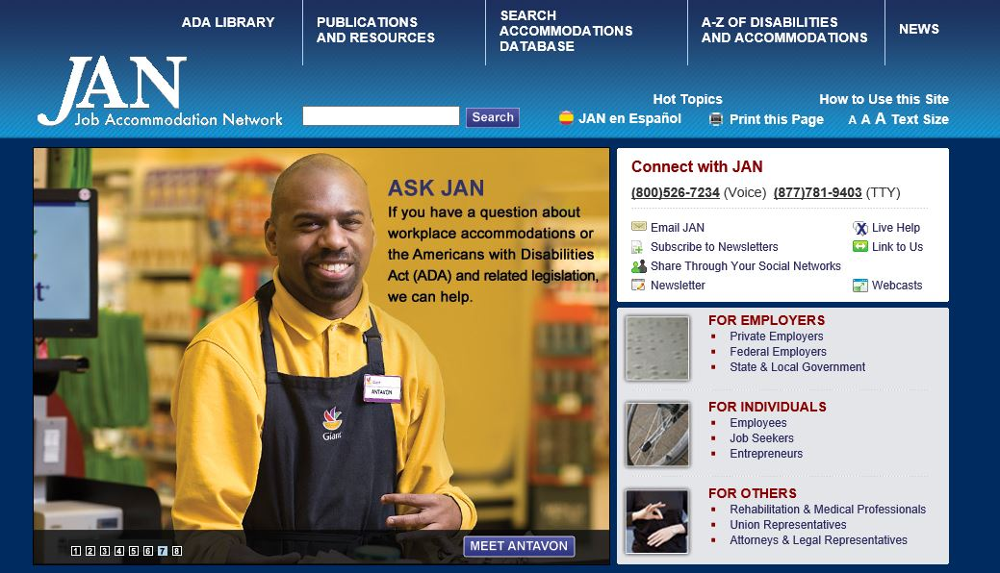 ADA LIBRARY
PUBLICATIONS
AND RESOURCES
SEARCH
ACCOMMODATIONS
DATABASE
A-Z OF DISABILITIES
AND ACCOMMODATIONS
NEWS
JAN
Job Accommodation Network
Search
Hot Topics
How to Use this Site
JAN en Español
Print this Page
A A A Text Size
ASK JAN
If you have a question about
workplace accommodations or
the Americans with Disabilities
Act (ADA) and related legislation,
we can help.
Giant
ANTAVON
Giant
1 2 3 4 5 6 7 8
MEET ANTAVON
Connect with JAN
(800)526-7234 (Voice) (877)781-9403 (TTY)
Email JAN
Live Help
Subscribe to Newsletters
Link to Us
Share Through Your Social Networks
Newsletter
Webcasts
FOR EMPLOYERS
Private Employers
Federal Employers
State & Local Government
FOR INDIVIDUALS
Employees
Job Seekers
Entrepreneurs
FOR OTHERS
Rehabilitation & Medical Professionals
Union Representatives
Attorneys & Legal Representatives